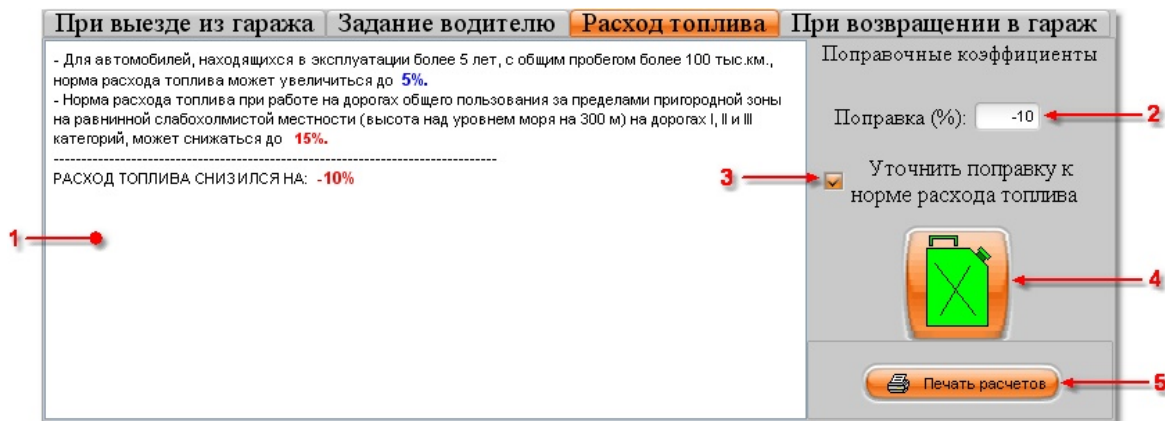 При выезде из гаража Задание водителю Расход топлива При возвращении в гараж
- Для автомобилей, находящихся в эксплуатации более 5 лет, с общим пробегом более 100 тыс.км.,
норма расхода топлива может увеличиться до 5%.
- Норма расхода топлива при работе на дорогах общего пользования за пределами пригородной зоны
на равнинной слабохолмистой местности (высота над уровнем моря на 300 м) на дорогах I, II и III
категорий, может снижаться до 15%.
--------------------------------------------------------------------------------
РАСХОД ТОПЛИВА СНИЗИЛСЯ НА: -10%
1
Поправочные коэффициенты
Поправка (%): -10
2
3
Уточнить поправку к
норме расхода топлива
4
Печать расчетов
5